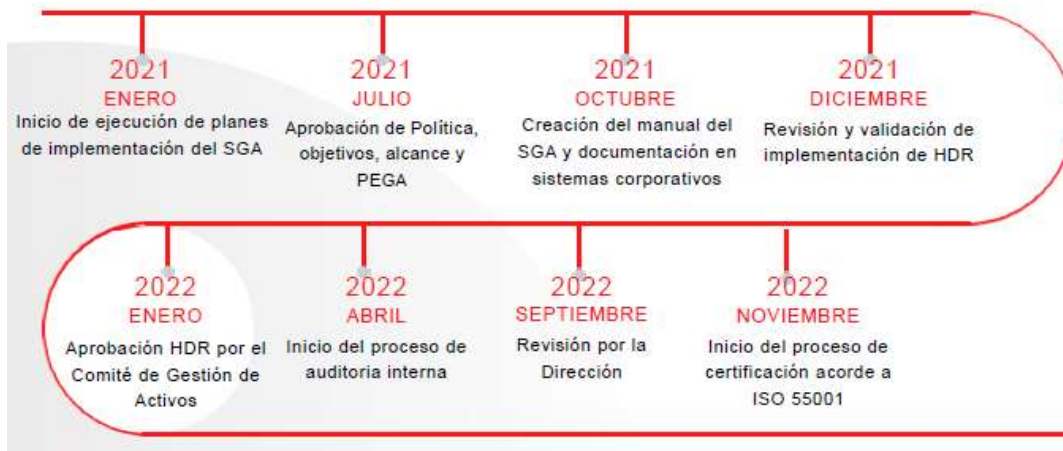 2021
ENERO
Inicio de ejecución de planes
de implementación del SGA
2021
JULIO
Aprobación de Política,
objetivos, alcance y
PEGA
2021
OCTUBRE
Creación del manual del
SGA y documentación en
sistemas corporativos
2021
DICIEMBRE
Revisión y validación de
implementación de HDR
2022
ENERO
Aprobación HDR por el
Comité de Gestión de
Activos
2022
ABRIL
Inicio del proceso de
auditoria interna
2022
SEPTIEMBRE
Revisión por la
Dirección
2022
NOVIEMBRE
Inicio del proceso de
certificación acorde a
ISO 55001